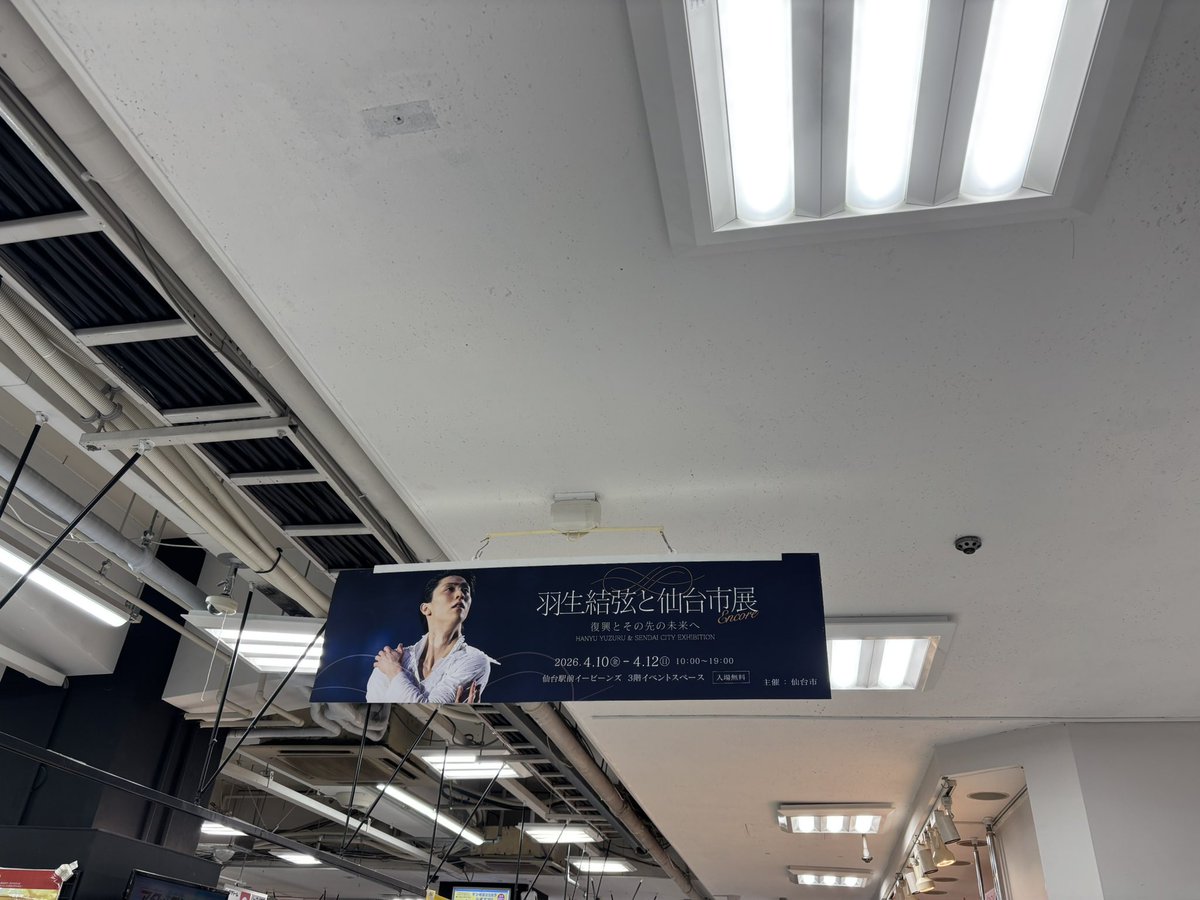 羽生結弦と仙台市展
Encore
復興とその先の未来へ
HANYU YUZURU & SENDAI CITY EXHIBITION
2026.4.10㊎－4.12㊐ 10:00～19:00
仙台駅前イービーンズ 3階イベントスペース 入場無料
主催：仙台市